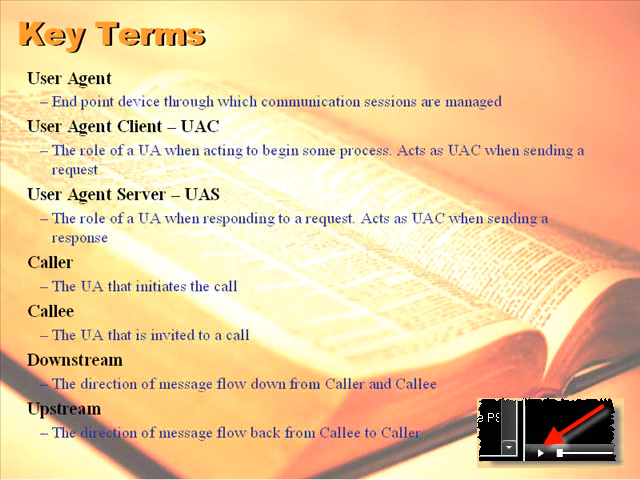 Key Terms
User Agent
– End point device through which communication sessions are managed
User Agent Client – UAC
– The role of a UA when acting to begin some process. Acts as UAC when sending a
request
User Agent Server – UAS
– The role of a UA when responding to a request. Acts as UAC when sending a
response
Caller
– The UA that initiates the call
Callee
– The UA that is invited to a call
Downstream
– The direction of message flow down from Caller and Callee
Upstream
– The direction of message flow back from Callee to Caller